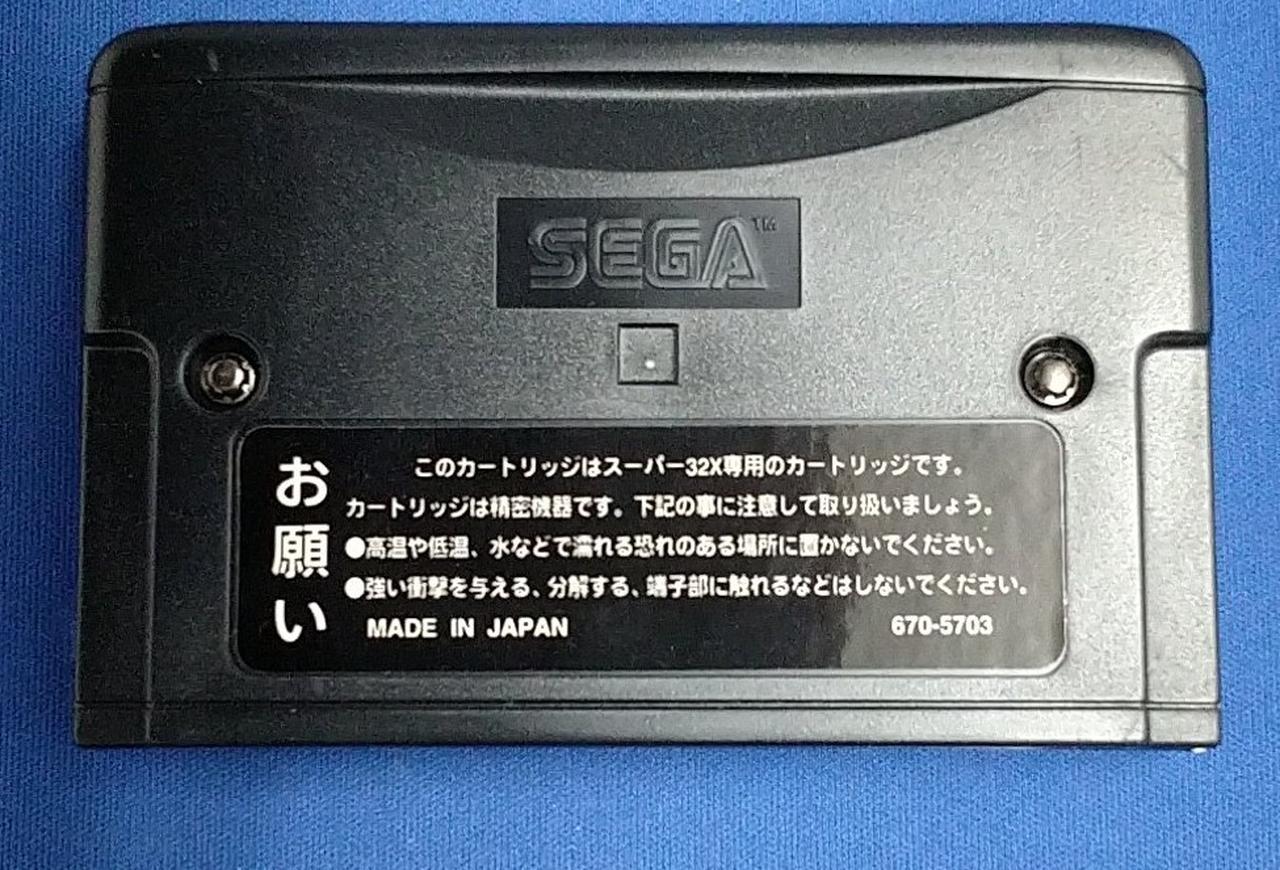 SEGA™
お願い
このカートリッジはスーパー32X専用のカートリッジです。
カートリッジは精密機器です。下記の事に注意して取り扱いましょう。
●高温や低温、水などで濡れる恐れのある場所に置かないでください。
●強い衝撃を与える、分解する、端子部に触れるなどはしないでください。
MADE IN JAPAN 670-5703